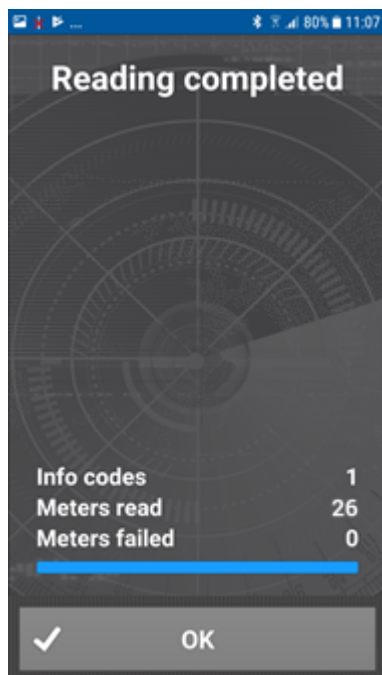 ... 80% 11:07
Reading completed
Info codes 1
Meters read 26
Meters failed 0
OK